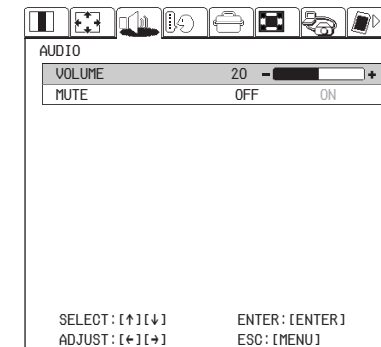 AUDIO
VOLUME 20 - +
MUTE OFF ON
SELECT:[↑][↓] ENTER:[ENTER]
ADJUST:[←][→] ESC:[MENU]